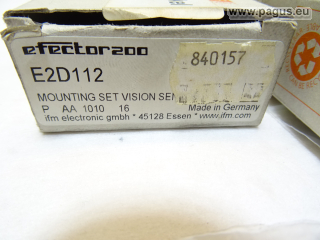 www.pagus.eu
efector200
840157
E2D112
MOUNTING SET VISION SEN
P AA 1010 16 Made in Germany
ifm electronic gmbh * 45128 Essen * www.ifm.com